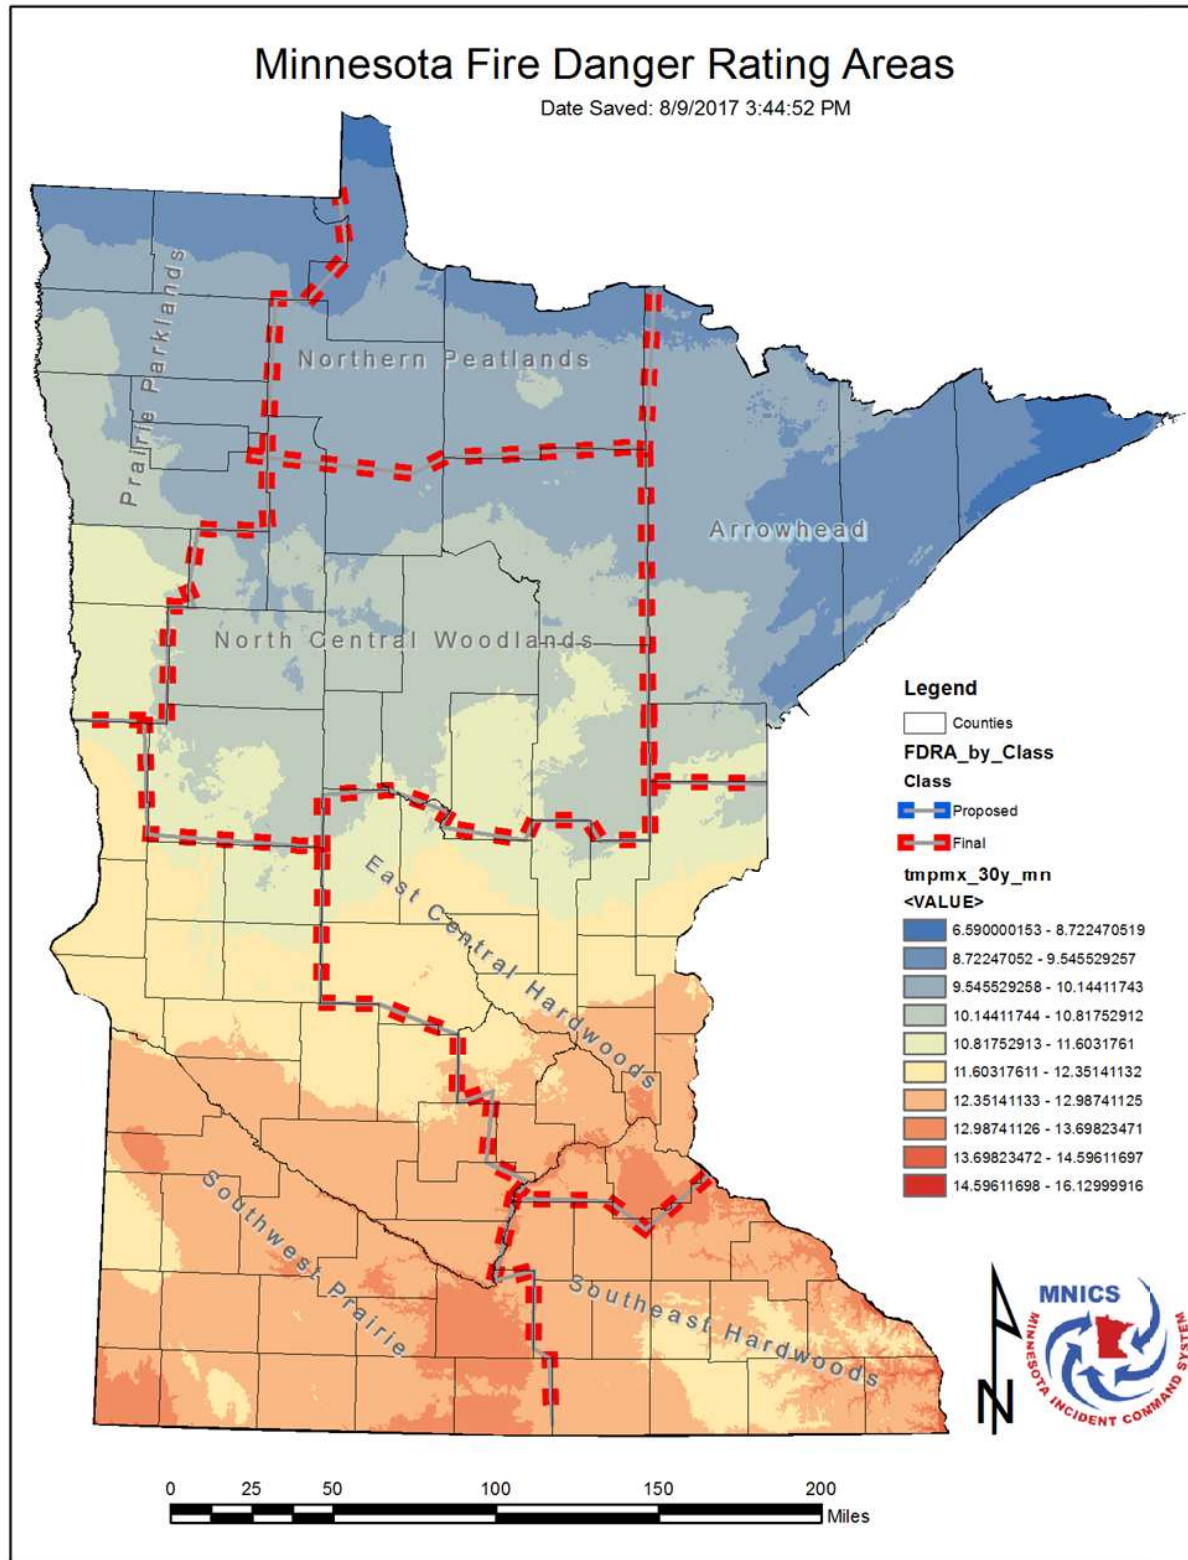 Minnesota Fire Danger Rating Areas
Date Saved: 8/9/2017 3:44:52 PM
Prairie Parklands
Northern Peatlands
Arrowhead
North Central Woodlands
East Central Hardwoods
Southwest Prairie
Southeast Hardwoods
Legend
Counties
FDRA_by_Class
Class
Proposed
Final
tmpmx_30y_mn
<VALUE>
6.590000153 - 8.722470519
8.72247052 - 9.545529257
9.545529258 - 10.14411743
10.14411744 - 10.81752912
10.81752913 - 11.6031761
11.60317611 - 12.35141132
12.35141133 - 12.98741125
12.98741126 - 13.69823471
13.69823472 - 14.59611697
14.59611698 - 16.12999916
N
MNICS
MINNESOTA INCIDENT COMMAND SYSTEM
0 25 50 100 150 200
Miles